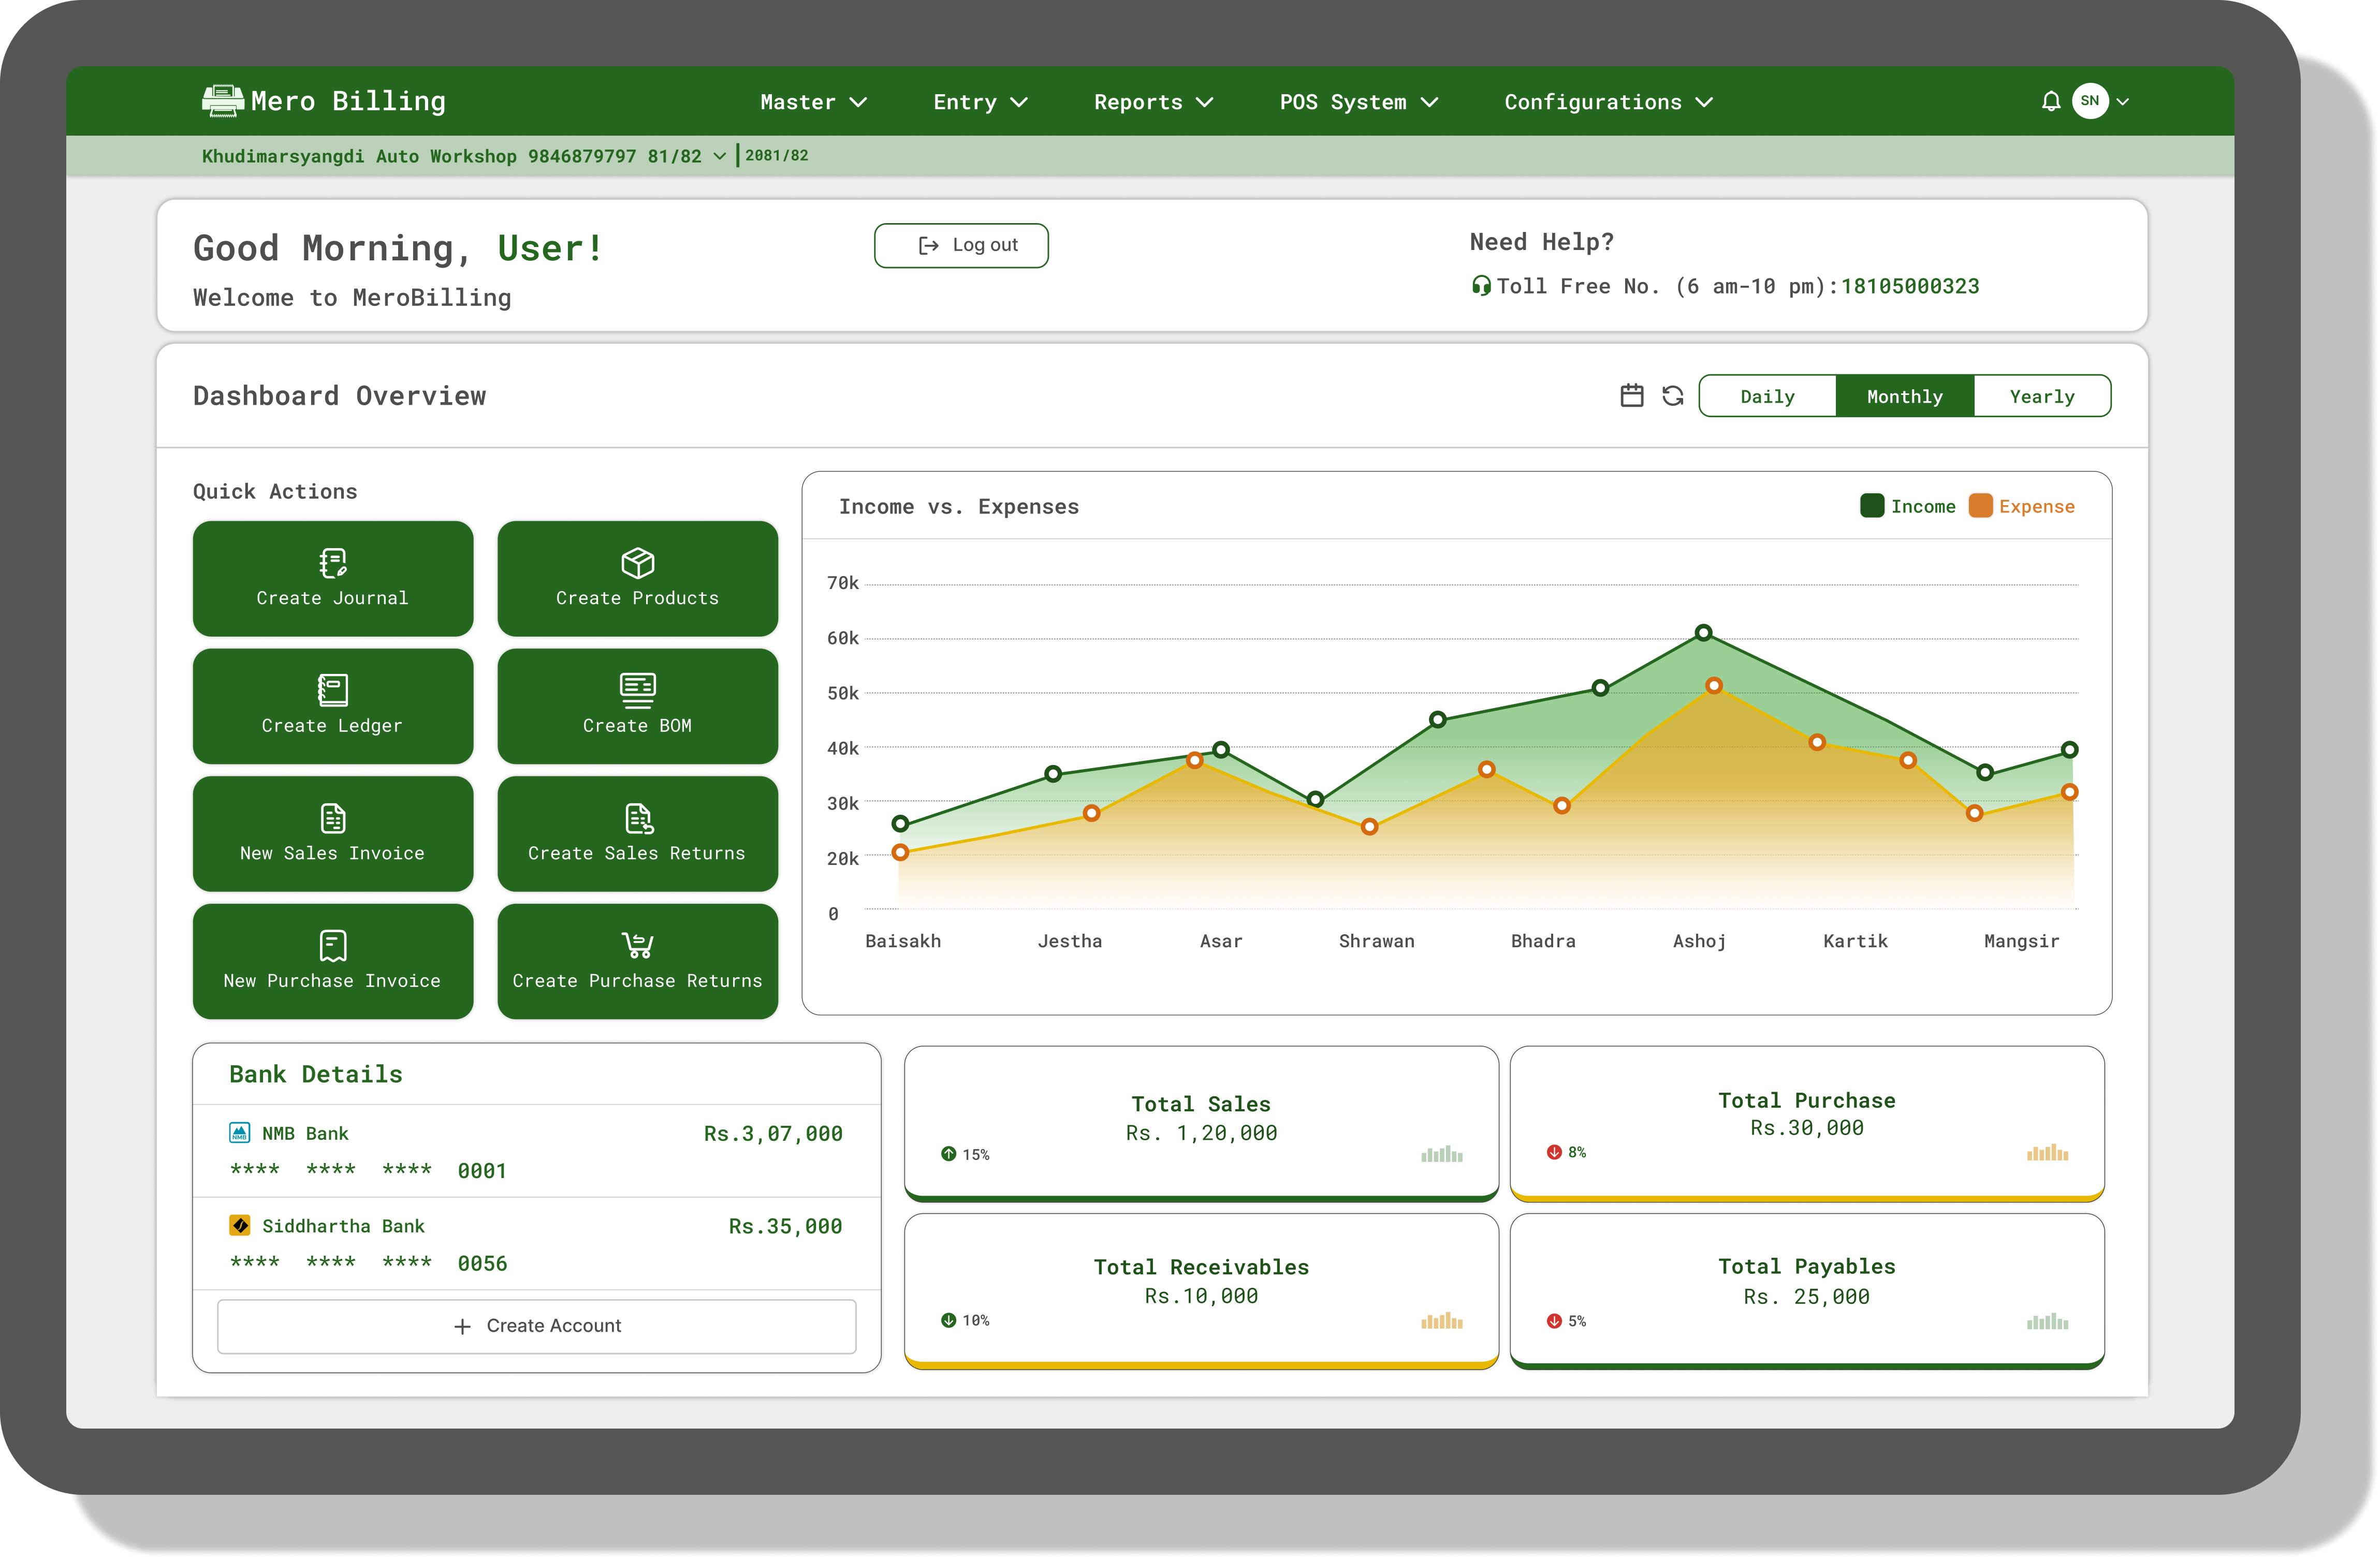 Mero Billing
Master
Entry
Reports
POS System
Configurations
SN
Khudimarsyangdi Auto Workshop 9846879797 81/82
2081/82
Good Morning, User!
Welcome to MeroBilling
Log out
Need Help?
Toll Free No. (6 am-10 pm):18105000323
Dashboard Overview
Daily
Monthly
Yearly
Quick Actions
Create Journal
Create Products
Create Ledger
Create BOM
New Sales Invoice
Create Sales Returns
New Purchase Invoice
Create Purchase Returns
Income vs. Expenses
Income
Expense
70k
60k
50k
40k
30k
20k
0
Baisakh
Jestha
Asar
Shrawan
Bhadra
Ashoj
Kartik
Mangsir
Bank Details
NMB
NMB Bank
Rs.3,07,000
**** **** **** 0001
Siddhartha Bank
Rs.35,000
**** **** **** 0056
+ Create Account
Total Sales
Rs. 1,20,000
15%
Total Purchase
Rs.30,000
8%
Total Receivables
Rs.10,000
10%
Total Payables
Rs. 25,000
5%